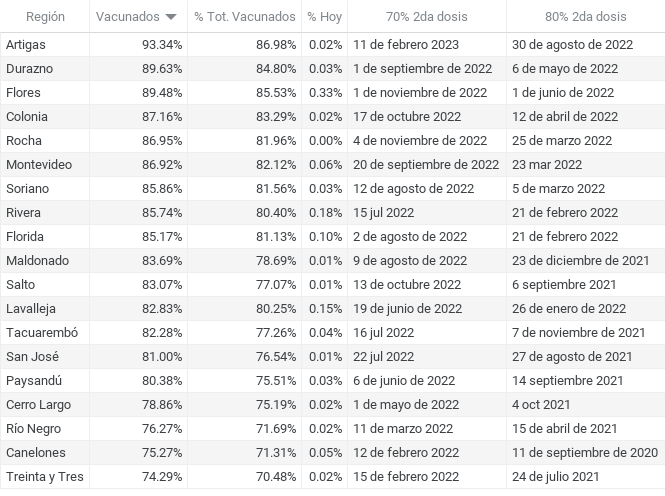 Región Vacunados % Tot. Vacunados % Hoy 70% 2da dosis 80% 2da dosis
Artigas 93.34% 86.98% 0.02% 11 de febrero 2023 30 de agosto de 2022
Durazno 89.63% 84.80% 0.03% 1 de septiembre de 2022 6 de mayo de 2022
Flores 89.48% 85.53% 0.33% 1 de noviembre de 2022 1 de junio de 2022
Colonia 87.16% 83.29% 0.02% 17 de octubre 2022 12 de abril de 2022
Rocha 86.95% 81.96% 0.00% 4 de noviembre de 2022 25 de marzo 2022
Montevideo 86.92% 82.12% 0.06% 20 de septiembre de 2022 23 mar 2022
Soriano 85.86% 81.56% 0.03% 12 de agosto de 2022 5 de marzo 2022
Rivera 85.74% 80.40% 0.18% 15 jul 2022 21 de febrero 2022
Florida 85.17% 81.13% 0.10% 2 de agosto de 2022 21 de febrero 2022
Maldonado 83.69% 78.69% 0.01% 9 de agosto de 2022 23 de diciembre de 2021
Salto 83.07% 77.07% 0.01% 13 de octubre 2022 6 septiembre 2021
Lavalleja 82.83% 80.25% 0.15% 19 de junio de 2022 26 de enero de 2022
Tacuarembó 82.28% 77.26% 0.04% 16 jul 2022 7 de noviembre de 2021
San José 81.00% 76.54% 0.01% 22 jul 2022 27 de agosto de 2021
Paysandú 80.38% 75.51% 0.03% 6 de junio de 2022 14 septiembre 2021
Cerro Largo 78.86% 75.19% 0.02% 1 de mayo de 2022 4 oct 2021
Río Negro 76.27% 71.69% 0.02% 11 de marzo 2022 15 de abril de 2021
Canelones 75.27% 71.31% 0.05% 12 de febrero 2022 11 de septiembre de 2020
Treinta y Tres 74.29% 70.48% 0.02% 15 de febrero 2022 24 de julio 2021